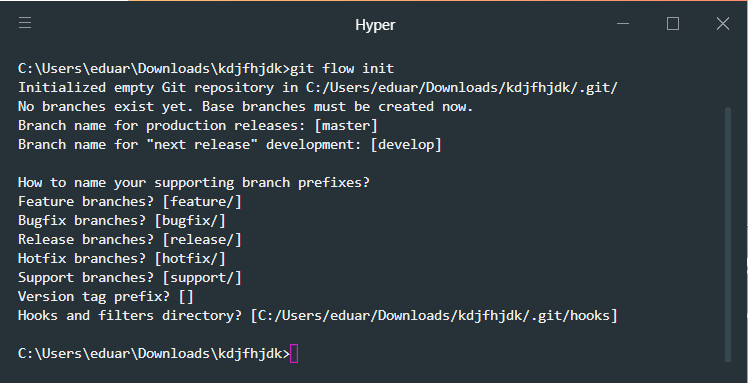 Hyper
C:\Users\eduar\Downloads\kdjfhjdk>git flow init
Initialized empty Git repository in C:/Users/eduar/Downloads/kdjfhjdk/.git/
No branches exist yet. Base branches must be created now.
Branch name for production releases: [master]
Branch name for "next release" development: [develop]
How to name your supporting branch prefixes?
Feature branches? [feature/]
Bugfix branches? [bugfix/]
Release branches? [release/]
Hotfix branches? [hotfix/]
Support branches? [support/]
Version tag prefix? []
Hooks and filters directory? [C:/Users/eduar/Downloads/kdjfhjdk/.git/hooks]
C:\Users\eduar\Downloads\kdjfhjdk>